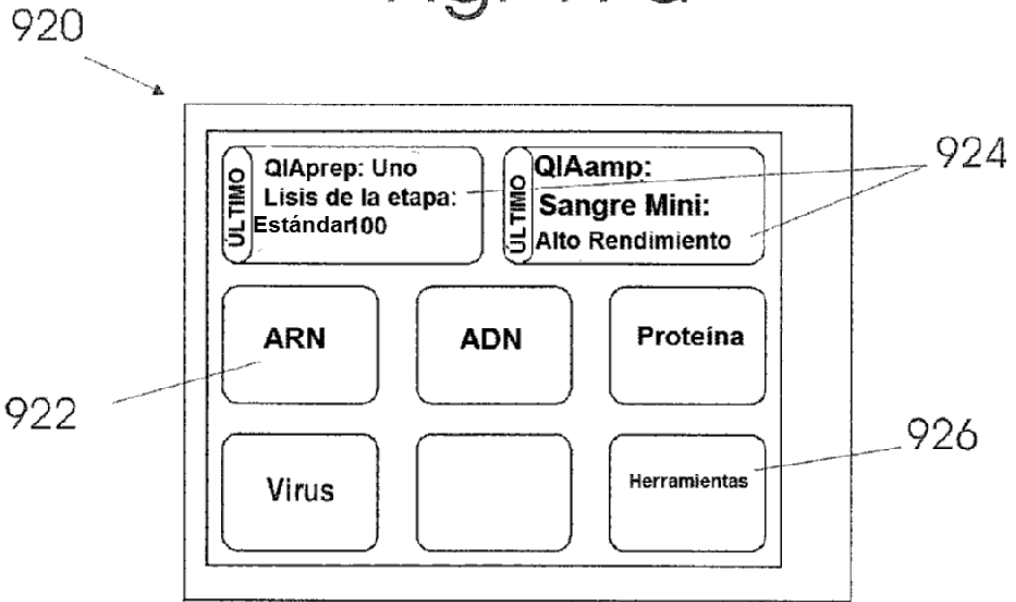 920
ULTIMO
QIAprep: Uno
Lisis de la etapa:
Estándar100
ULTIMO
QIAamp:
Sangre Mini:
Alto Rendimiento
924
ARN
ADN
Proteína
922
Virus
Herramientas
926